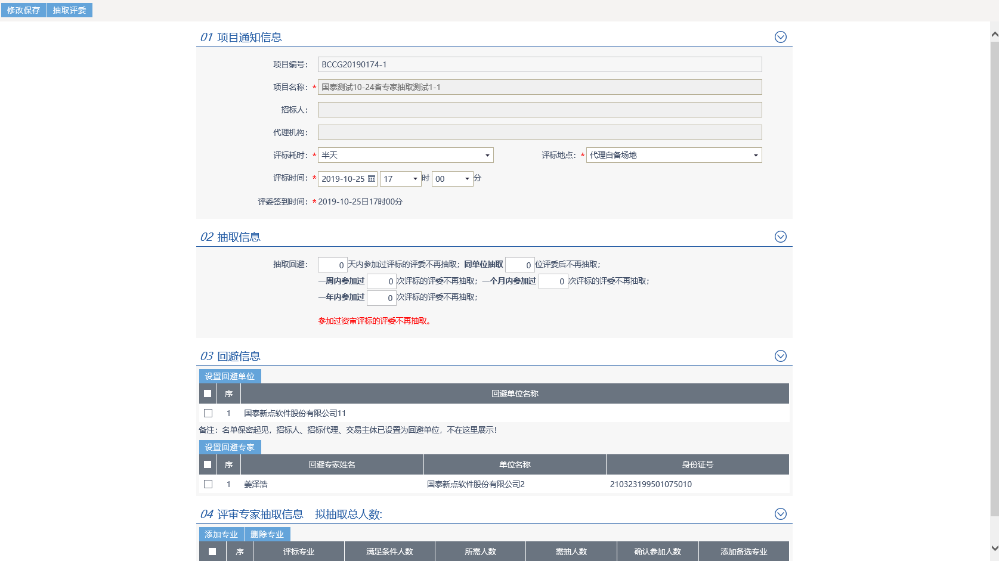 修改保存 抽取评委
01 项目通知信息
项目编号： BCCG20190174-1
项目名称：* 国泰测试10-24省专家抽取测试1-1
招标人：
代理机构：
评标耗时：* 半天 评标地点：* 代理自备场地
评标时间：* 2019-10-25 17 时 00 分
评委签到时间：* 2019-10-25日17时00分
02 抽取信息
抽取回避： 0 天内参加过评标的评委不再抽取；同单位抽取 0 位评委后不再抽取；
一周内参加过 0 次评标的评委不再抽取；一个月内参加过 0 次评标的评委不再抽取；
一年内参加过 0 次评标的评委不再抽取；
参加过资审评标的评委不再抽取。
03 回避信息
设置回避单位
序 回避单位名称
1 国泰新点软件股份有限公司11
备注：名单保密起见，招标人、招标代理、交易主体已设置为回避单位，不在这里展示！
设置回避专家
序 回避专家姓名 单位名称 身份证号
1 姜泽浩 国泰新点软件股份有限公司2 210323199501075010
04 评审专家抽取信息 拟抽取总人数:
添加专业 删除专业
序 评标专业 满足条件人数 所需人数 需抽人数 确认参加人数 添加备选专业